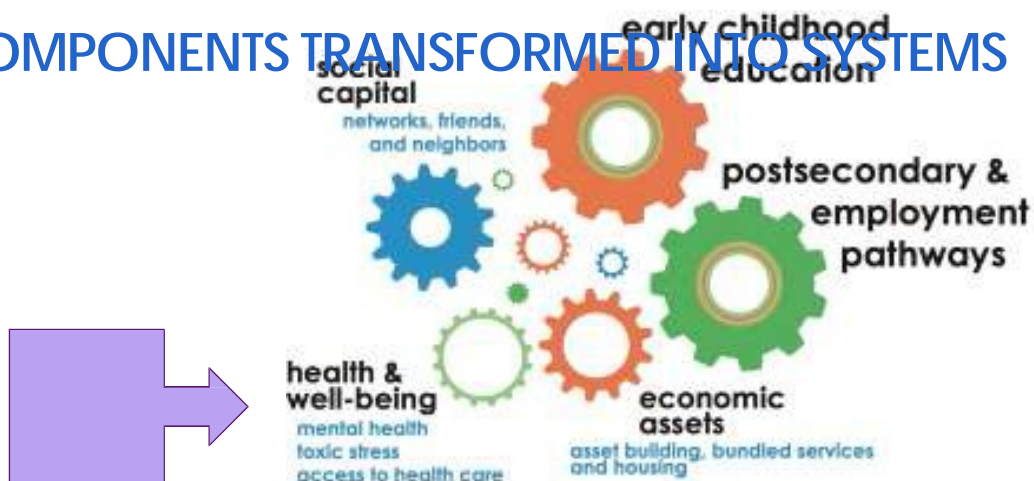 OMPONENTS TRANSFORMED INTO SYSTEMS
early childhood
education
social
capital
networks, friends,
and neighbors
postsecondary &
employment
pathways
health &
well-being
mental health
toxic stress
access to health care
economic
assets
asset building, bundled services
and housing